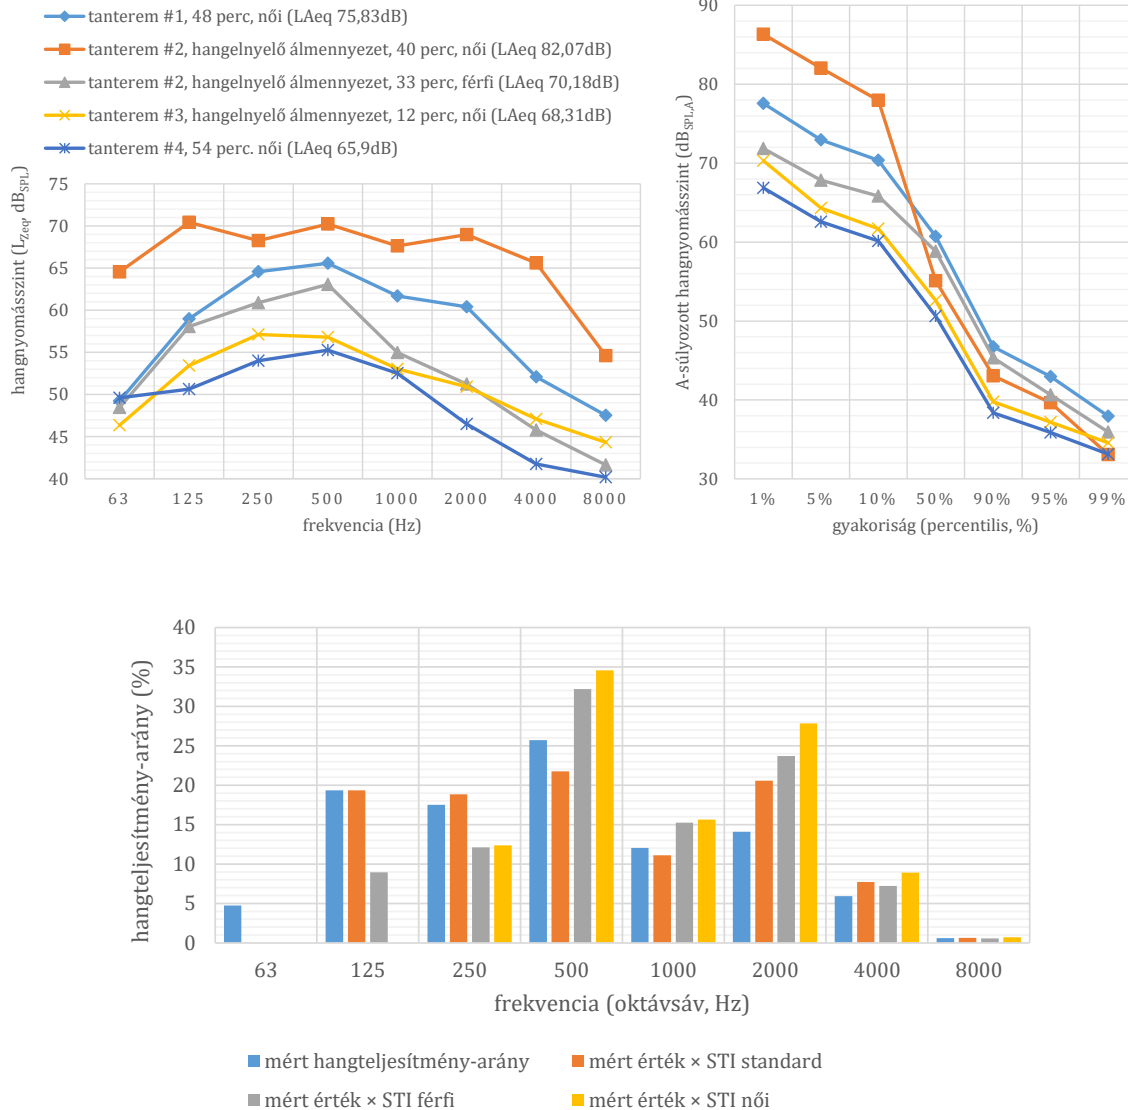 tanterem #1, 48 perc, női (LAeq 75,83dB)
tanterem #2, hangelnyelő álmennyezet, 40 perc, női (LAeq 82,07dB)
tanterem #2, hangelnyelő álmennyezet, 33 perc, férfi (LAeq 70,18dB)
tanterem #3, hangelnyelő álmennyezet, 12 perc, női (LAeq 68,31dB)
tanterem #4, 54 perc. női (LAeq 65,9dB)
hangnyomásszint (LZeq, dBSPL)
75
70
65
60
55
50
45
40
63 125 250 500 1000 2000 4000 8000
frekvencia (Hz)
A-súlyozott hangnyomásszint (dBSPL,A)
90
80
70
60
50
40
30
1% 5% 10% 50% 90% 95% 99%
gyakoriság (percentilis, %)
hangteljesítmény-arány (%)
40
35
30
25
20
15
10
5
0
63 125 250 500 1000 2000 4000 8000
frekvencia (oktávsáv, Hz)
mért hangteljesítmény-arány
mért érték × STI standard
mért érték × STI férfi
mért érték × STI női